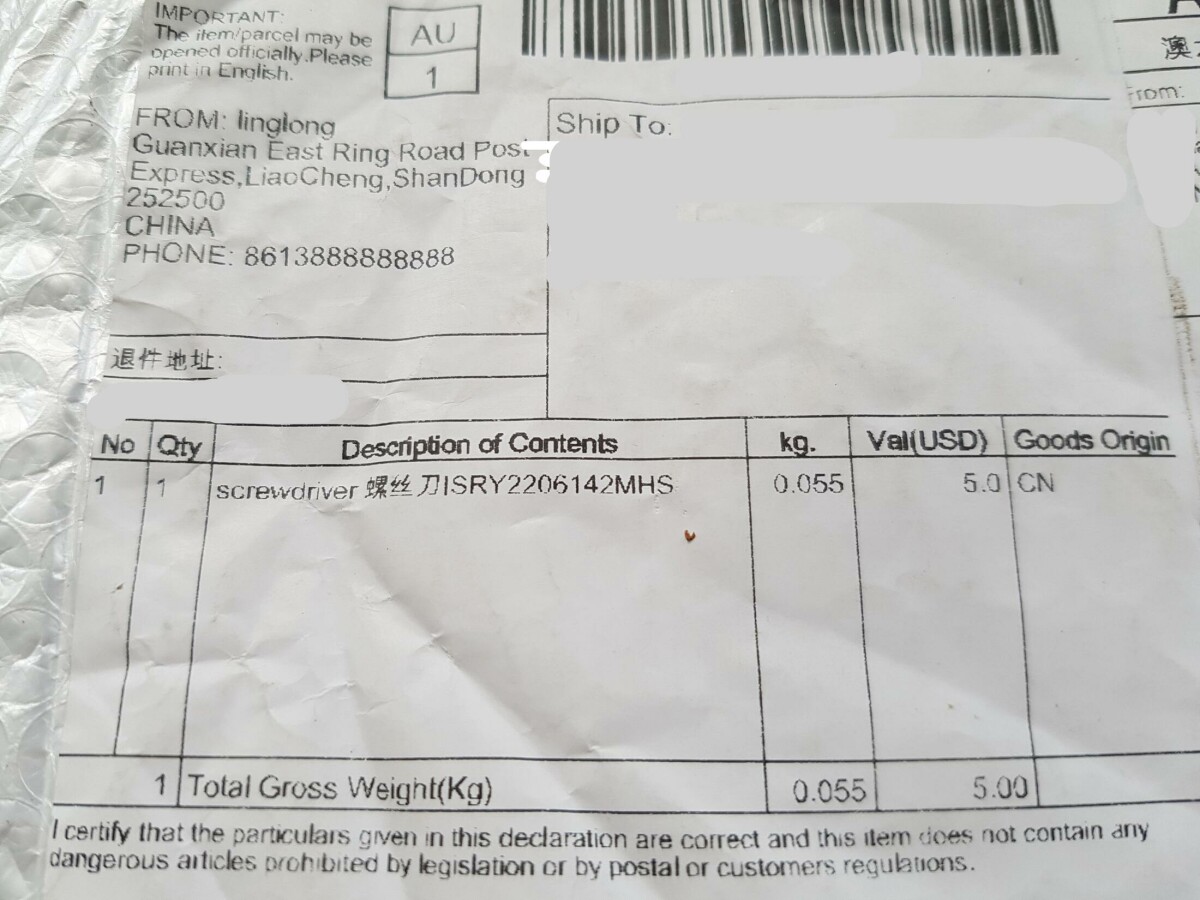 IMPORTANT:
The item/parcel may be
opened officially.Please
print in English.
AU
1
澳
From:
FROM: linglong
Guanxian East Ring Road Post
Express,LiaoCheng,ShanDong
252500
CHINA
PHONE: 8613888888888
Ship To:
退件地址:
No Qty Description of Contents kg. Val(USD) Goods Origin
1 1 screwdriver 螺丝刀ISRY2206142MHS 0.055 5.0 CN
1 Total Gross Weight(Kg) 0.055 5.00
I certify that the particulars given in this declaration are correct and this item does not contain any
dangerous articles prohibited by legislation or by postal or customers regulations.